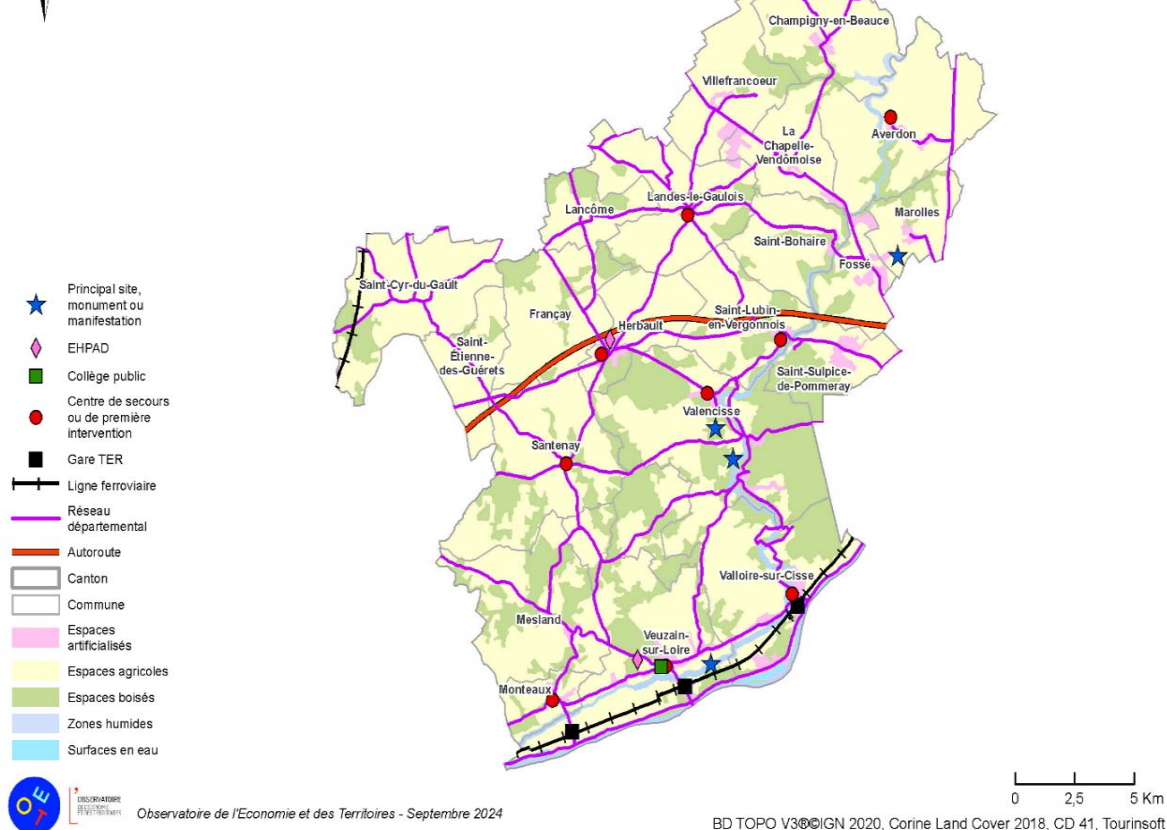 Champigny-en-Beauce
Villefrancoeur
La
Chapelle-
Vendômoise
Averdon
Landes-le-Gaulois
Lancôme
Marolles
Saint-Bohaire
Fossé
Saint-Cyr-du-Gault
Françay
Herbault
Saint-Lubin-
en-Vergonnois
Saint-
Étienne-
des-Guérets
Saint-Sulpice-
de-Pommeray
Valencisse
Santenay
Valloire-sur-Cisse
Mesland
Veuzain-
sur-Loire
Monteaux
Principal site,
monument ou
manifestation
EHPAD
Collège public
Centre de secours
ou de première
intervention
Gare TER
Ligne ferroviaire
Réseau
départemental
Autoroute
Canton
Commune
Espaces
artificialisés
Espaces agricoles
Espaces boisés
Zones humides
Surfaces en eau
OET
L'OBSERVATOIRE
Observatoire de l'Economie et des Territoires - Septembre 2024
0 2,5 5 Km
BD TOPO V3®©IGN 2020, Corine Land Cover 2018, CD 41, Tourinsoft